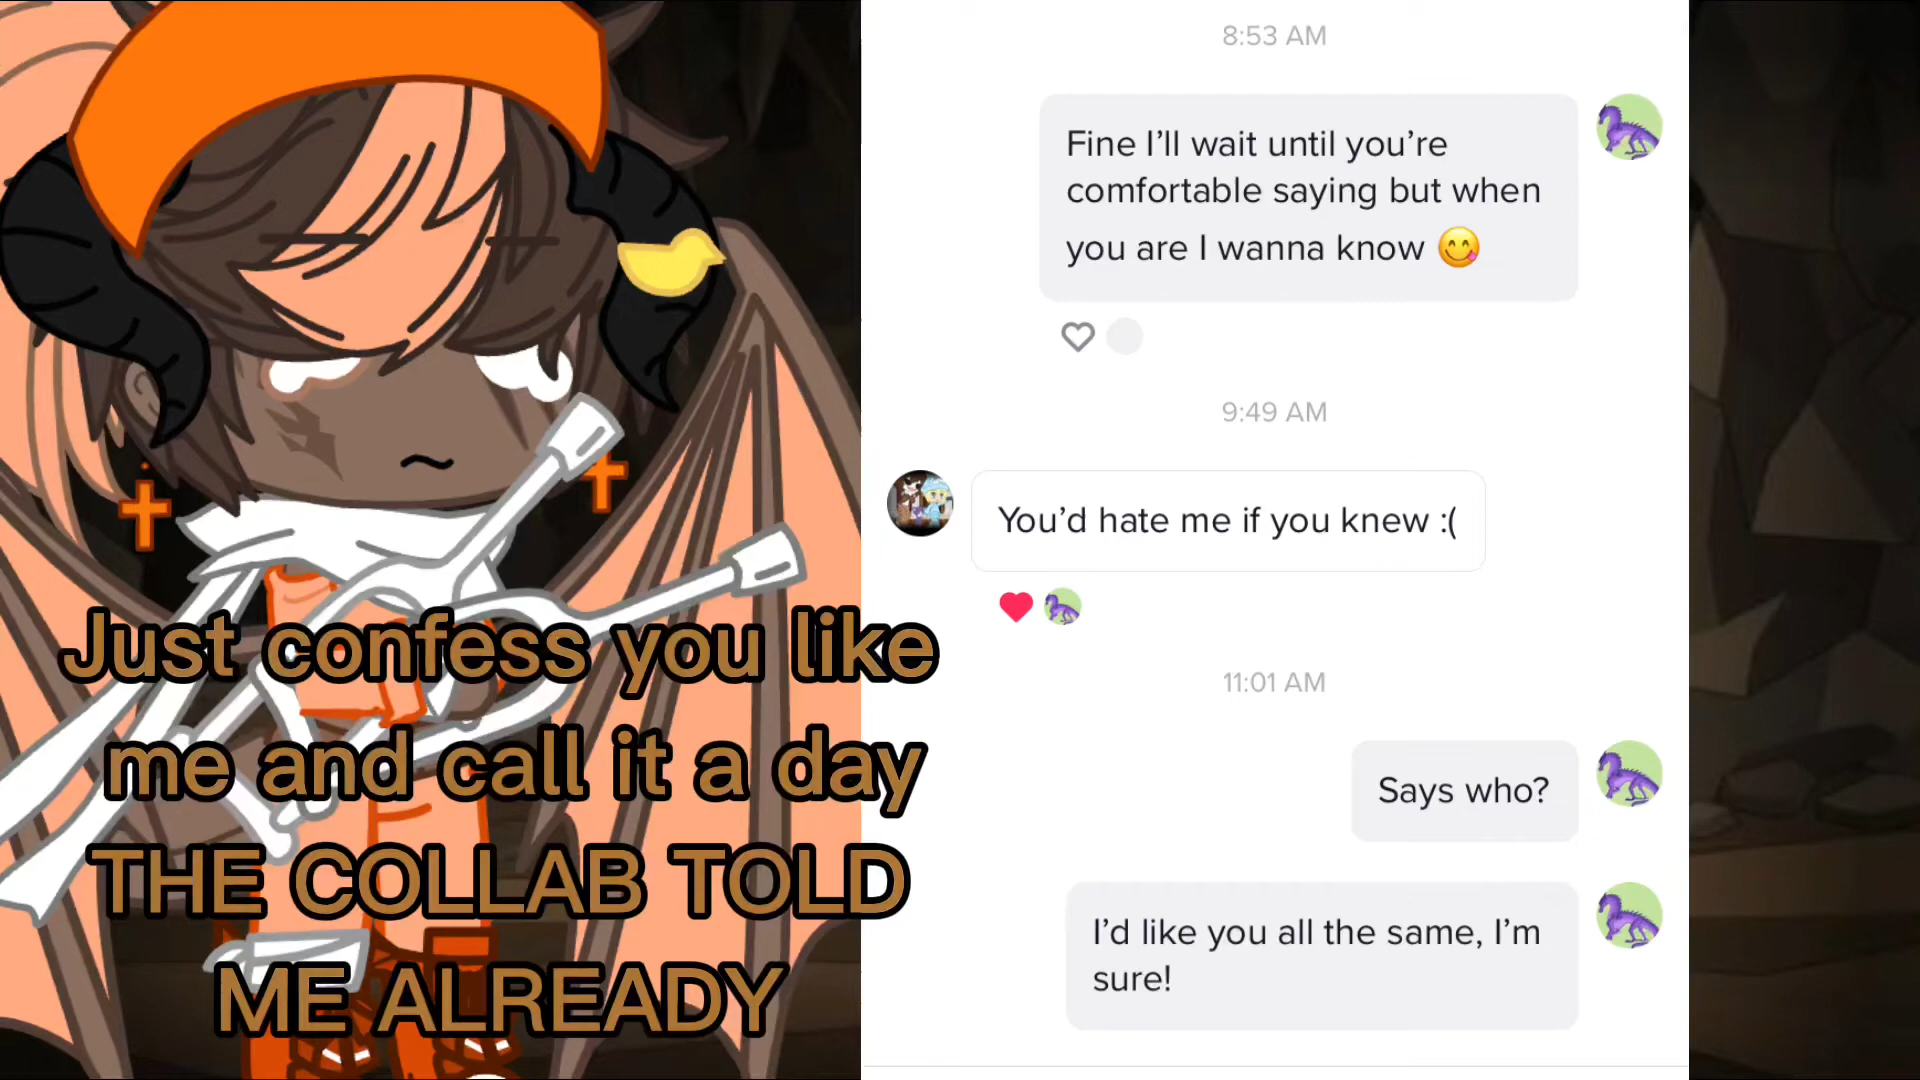 Just confess you like
me and call it a day
THE COLLAB TOLD
ME ALREADY
8:53 AM
Fine I’ll wait until you’re
comfortable saying but when
you are I wanna know 😋
9:49 AM
You’d hate me if you knew :(
11:01 AM
Says who?
I’d like you all the same, I’m
sure!